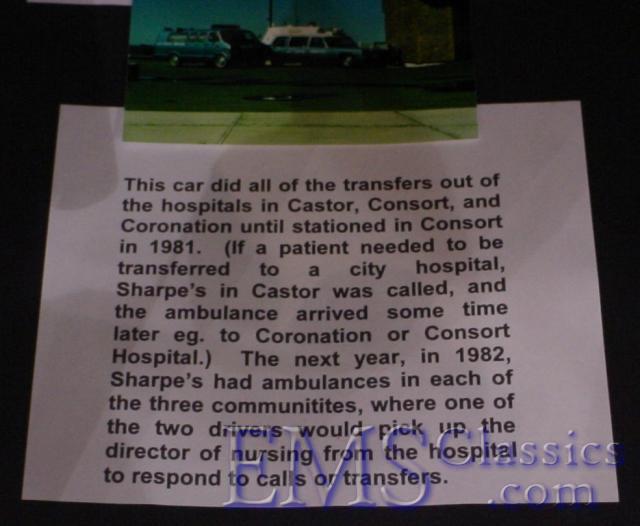 This car did all of the transfers out of
the hospitals in Castor, Consort, and
Coronation until stationed in Consort
in 1981. (If a patient needed to be
transferred to a city hospital,
Sharpe's in Castor was called, and
the ambulance arrived some time
later eg. to Coronation or Consort
Hospital.) The next year, in 1982,
Sharpe's had ambulances in each of
the three communitites, where one of
the two drivers would pick up the
director of nursing from the hospital
to respond to calls or transfers.
EMSClassics
.com